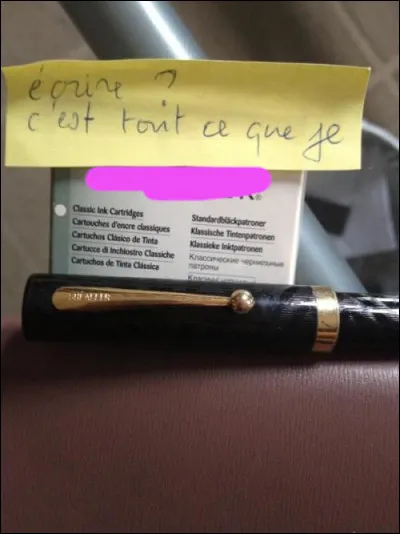 écrire ?
c'est tout ce que je
Classic Ink Cartridges
Cartouches d'encre classiques
Cartuchos Clásico de Tinta
Cartucce di Inchiostro Classiche
Cartuchos de Tinta Clássica
Standardbläckpatroner
Klassische Tintenpatronen
Klassieke Inktpatronen
Классические чернильные
патроны
SHEAFFER